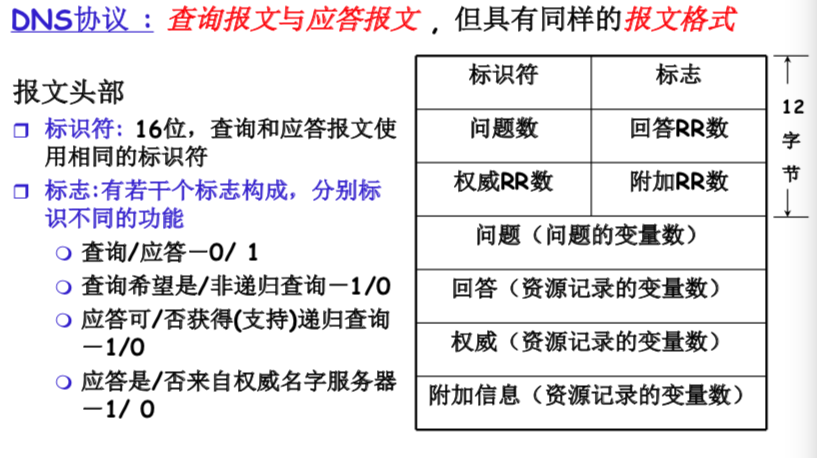 DNS协议 ： 查询报文与应答报文 ，但具有同样的报文格式
报文头部
标识符：16位，查询和应答报文使
用相同的标识符
标志:有若干个标志构成，分别标
识不同的功能
查询/应答－0/ 1
查询希望是/非递归查询－1/0
应答可/否获得(支持)递归查询
－1/0
应答是/否来自权威名字服务器
－1/ 0
标识符 标志
问题数 回答RR数
权威RR数 附加RR数
问题（问题的变量数）
回答（资源记录的变量数）
权威（资源记录的变量数）
附加信息（资源记录的变量数）
12
字
节